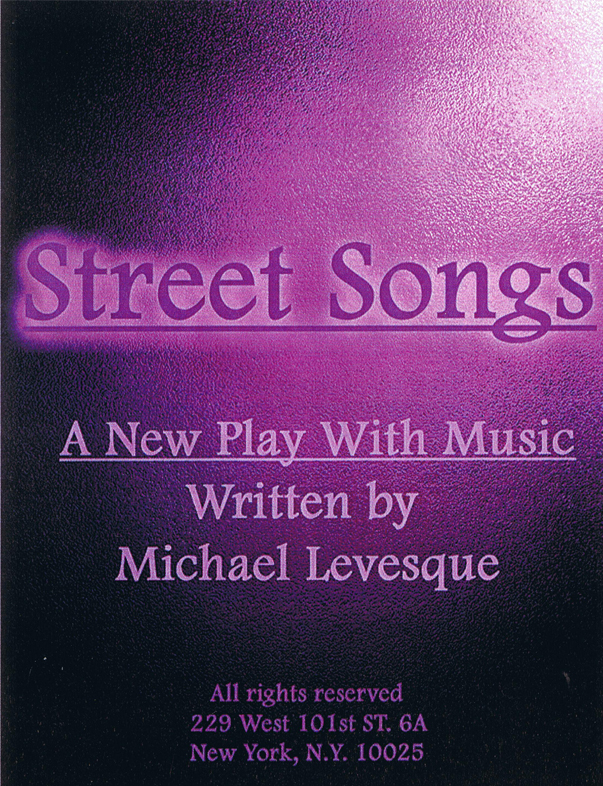 Street Songs
A New Play With Music
Written by
Michael Levesque
All rights reserved
229 West 101st ST. 6A
New York, N.Y. 10025